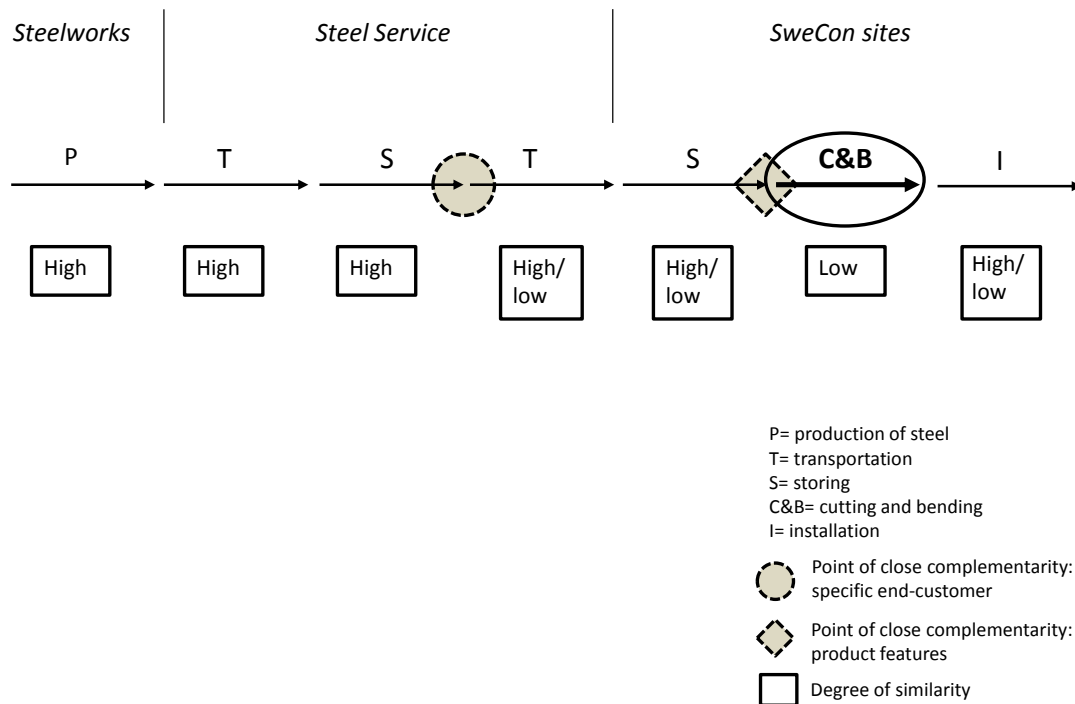 Steelworks
Steel Service
SweCon sites
P
T
S
T
S
C&B
I
High
High
High
High/
low
High/
low
Low
High/
low
P= production of steel
T= transportation
S= storing
C&B= cutting and bending
I= installation
Point of close complementarity:
specific end-customer
Point of close complementarity:
product features
Degree of similarity